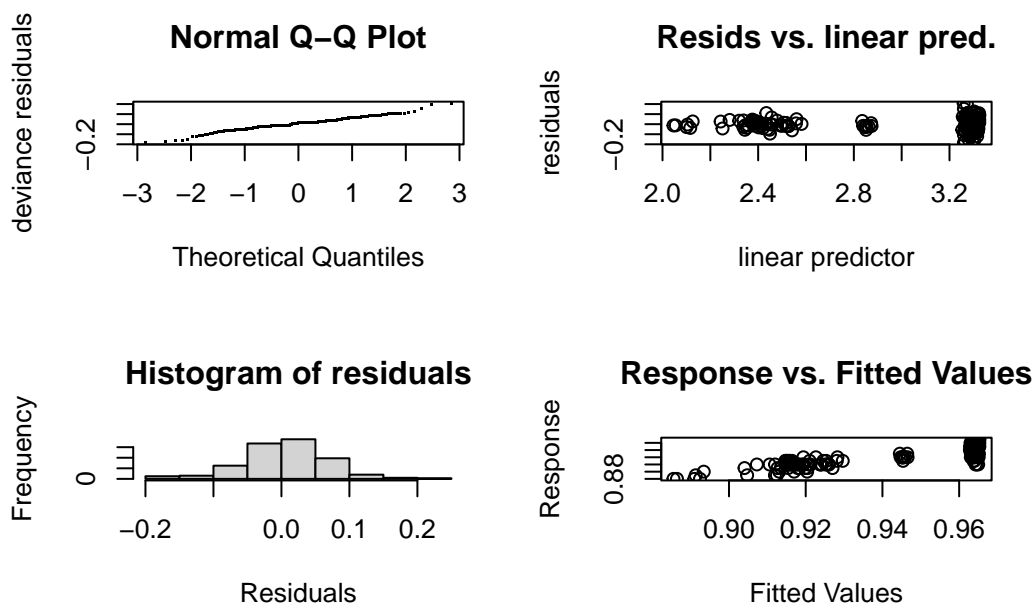 Normal Q−Q Plot
deviance residuals
−0.2
−3 −2 −1 0 1 2 3
Theoretical Quantiles
Resids vs. linear pred.
residuals
−0.2
2.0 2.4 2.8 3.2
linear predictor
Histogram of residuals
Frequency
0
−0.2 0.0 0.1 0.2
Residuals
Response vs. Fitted Values
Response
0.88
0.90 0.92 0.94 0.96
Fitted Values